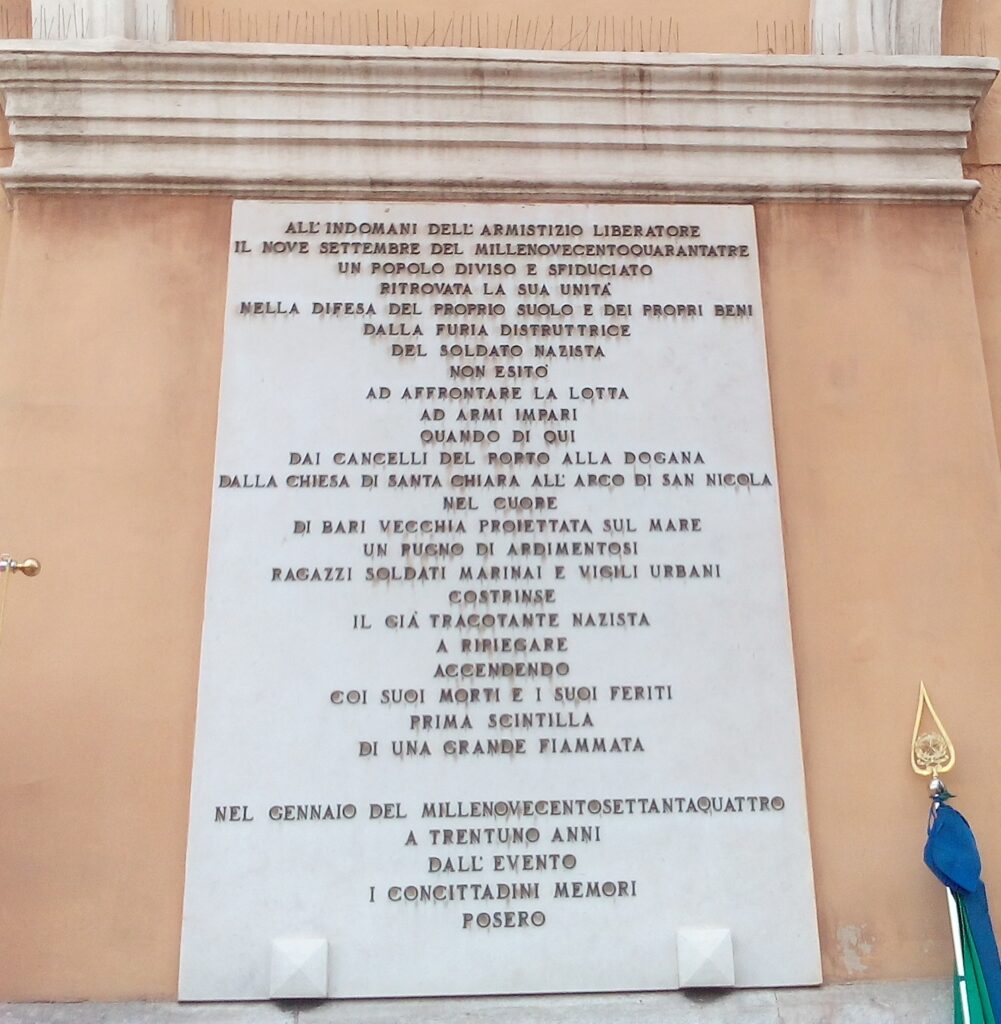 ALL'INDOMANI DELL'ARMISTIZIO LIBERATORE
IL NOVE SETTEMBRE DEL MILLENOVECENTOQUARANTATRE
UN POPOLO DIVISO E SFIDUCIATO
RITROVATA LA SUA UNITA'
NELLA DIFESA DEL PROPRIO SUOLO E DEI PROPRI BENI
DALLA FURIA DISTRUTTRICE
DEL SOLDATO NAZISTA
NON ESITO'
AD AFFRONTARE LA LOTTA
AD ARMI IMPARI
QUANDO DI QUI
DAI CANCELLI DEL PORTO ALLA DOGANA
DALLA CHIESA DI SANTA CHIARA ALL'ARCO DI SAN NICOLA
NEL CUORE
DI BARI VECCHIA PROIETTATA SUL MARE
UN PUGNO DI ARDIMENTOSI
RAGAZZI SOLDATI MARINAI E VIGILI URBANI
COSTRINSE
IL GIA' TRACOTANTE NAZISTA
A RIPIEGARE
ACCENDENDO
COI SUOI MORTI E I SUOI FERITI
PRIMA SCINTILLA
DI UNA GRANDE FIAMMATA
NEL GENNAIO DEL MILLENOVECENTOSETTANTAQUATTRO
A TRENTUNO ANNI
DALL'EVENTO
I CONCITTADINI MEMORI
POSERO